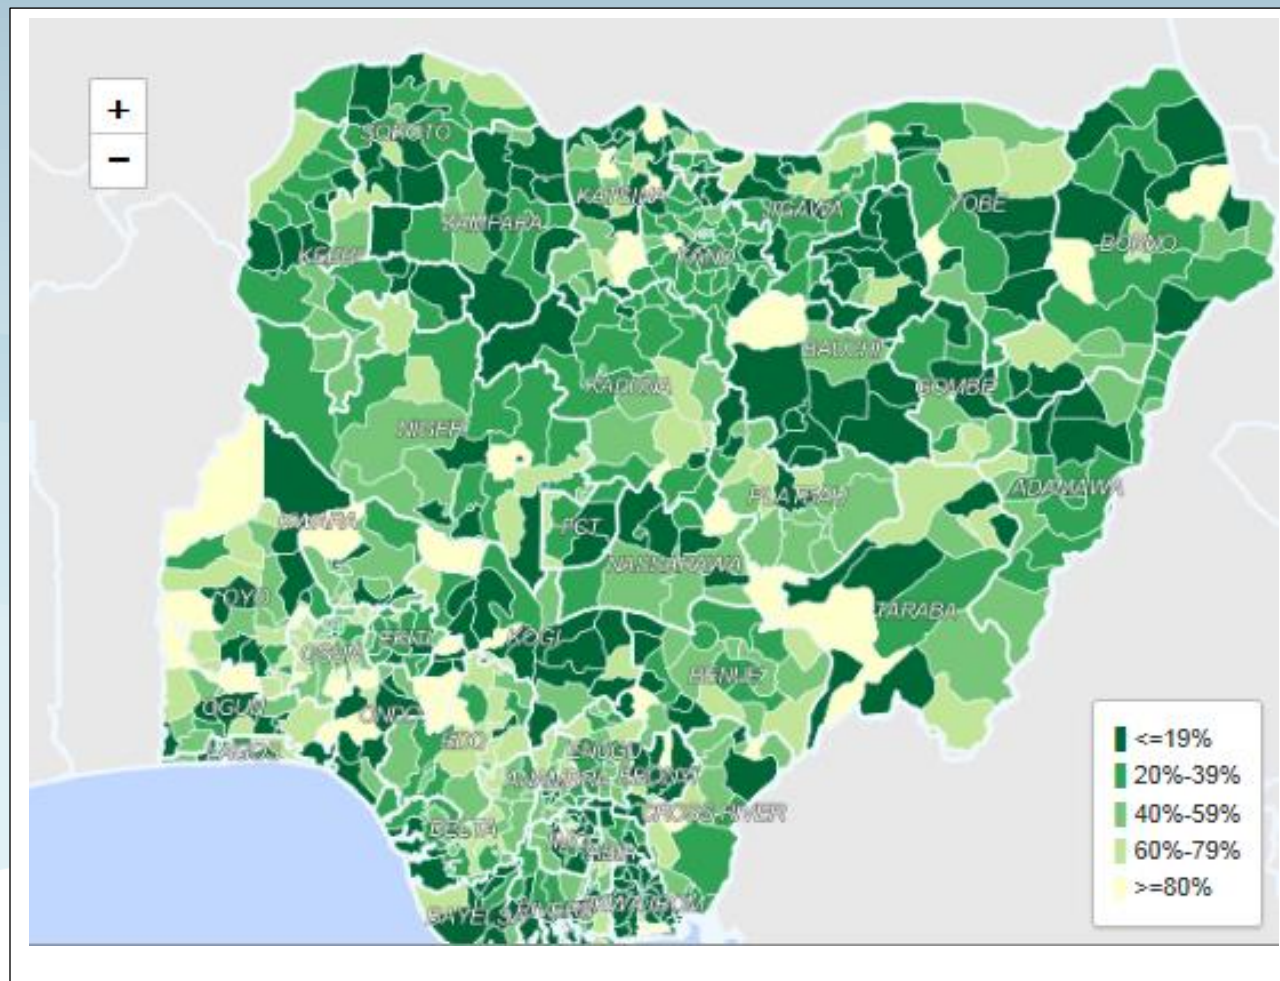 +
−
SOKOTO
KATSINA
ZAMFARA
JIGAWA
YOBE
BORNO
KEBBI
KANO
BAUCHI
KADUNA
GOMBE
NIGER
ADAMAWA
PLATEAU
KWARA
FCT
NASSARAWA
OYO
TARABA
EKITI
KOGI
OSUN
BENUE
OGUN
ONDO
EDO
LAGOS
ENUGU
ANAMBRA
EBONYI
CROSS RIVER
DELTA
BAYELSA
RIVERS
AKWA IBOM
<=19%
20%-39%
40%-59%
60%-79%
>=80%